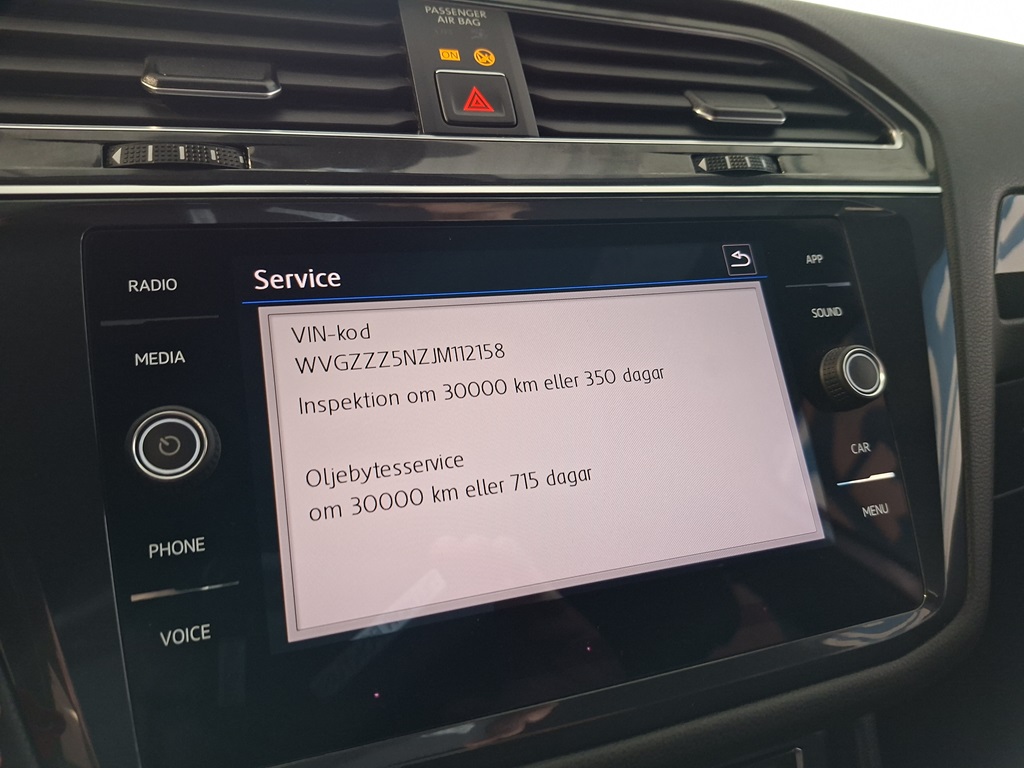 PASSENGER
AIR BAG
ON
RADIO
MEDIA
PHONE
VOICE
Service
VIN-kod
WVGZZZ5NZJM112158
Inspektion om 30000 km eller 350 dagar
Oljebytesservice
om 30000 km eller 715 dagar
APP
SOUND
CAR
MENU